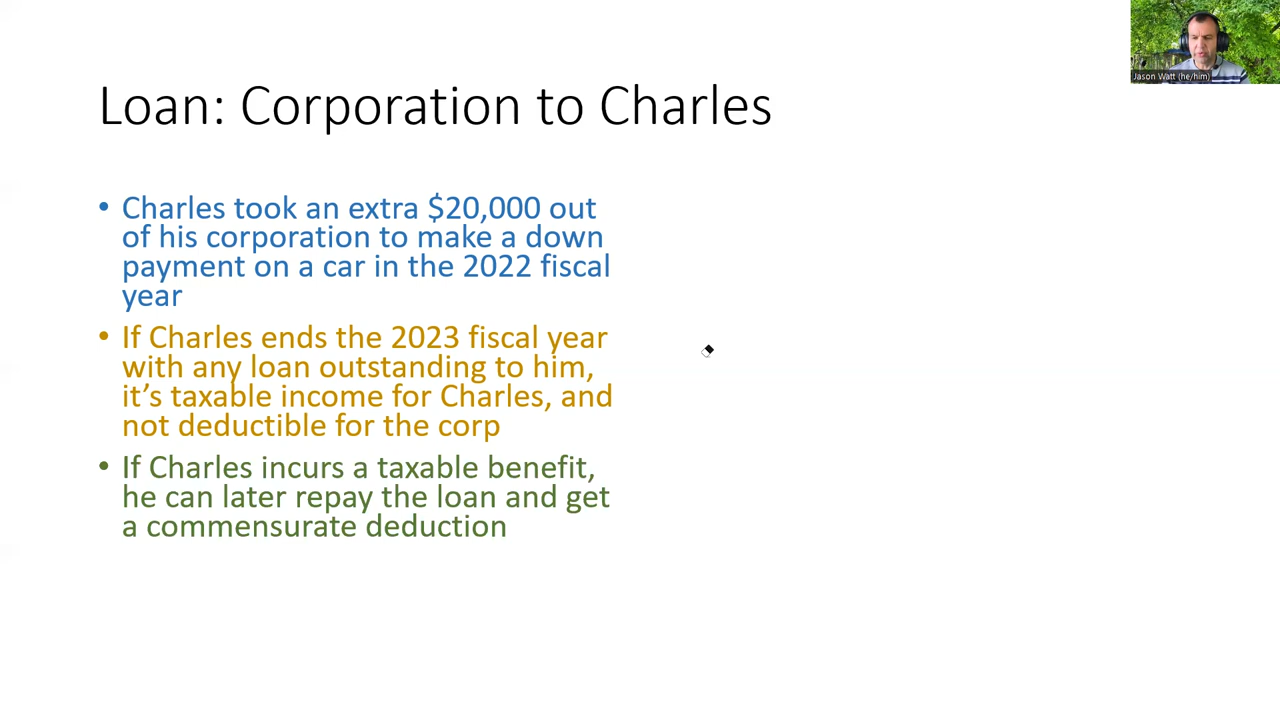 Jason Watt (he/him)
Loan: Corporation to Charles
• Charles took an extra $20,000 out
of his corporation to make a down
payment on a car in the 2022 fiscal
year
• If Charles ends the 2023 fiscal year
with any loan outstanding to him,
it’s taxable income for Charles, and
not deductible for the corp
• If Charles incurs a taxable benefit,
he can later repay the loan and get
a commensurate deduction